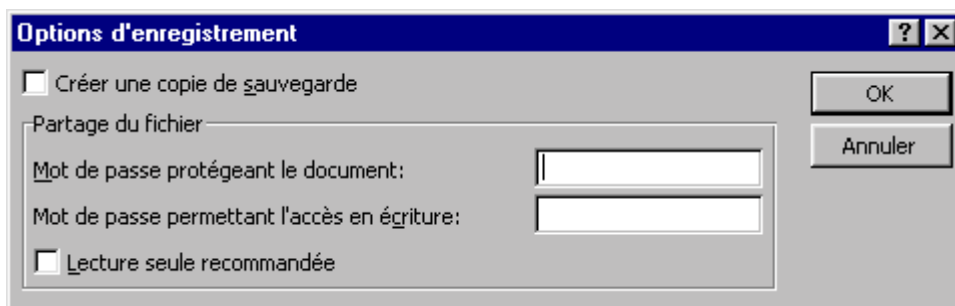 Options d'enregistrement
Créer une copie de sauvegarde
OK
Partage du fichier
Annuler
Mot de passe protégeant le document:
Mot de passe permettant l'accès en écriture:
Lecture seule recommandée